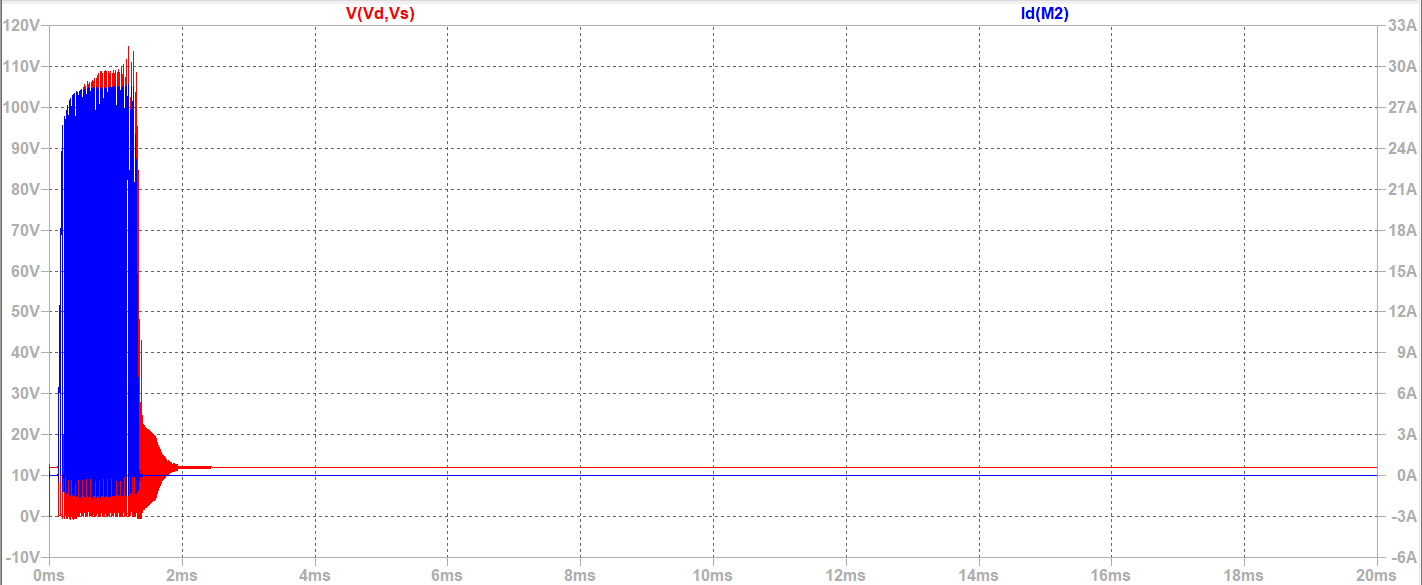 V(Vd,Vs) Id(M2)
120V 33A
110V 30A
100V 27A
90V 24A
80V 21A
70V 18A
60V 15A
50V 12A
40V 9A
30V 6A
20V 3A
10V 0A
0V -3A
-10V -6A
0ms 2ms 4ms 6ms 8ms 10ms 12ms 14ms 16ms 18ms 20ms